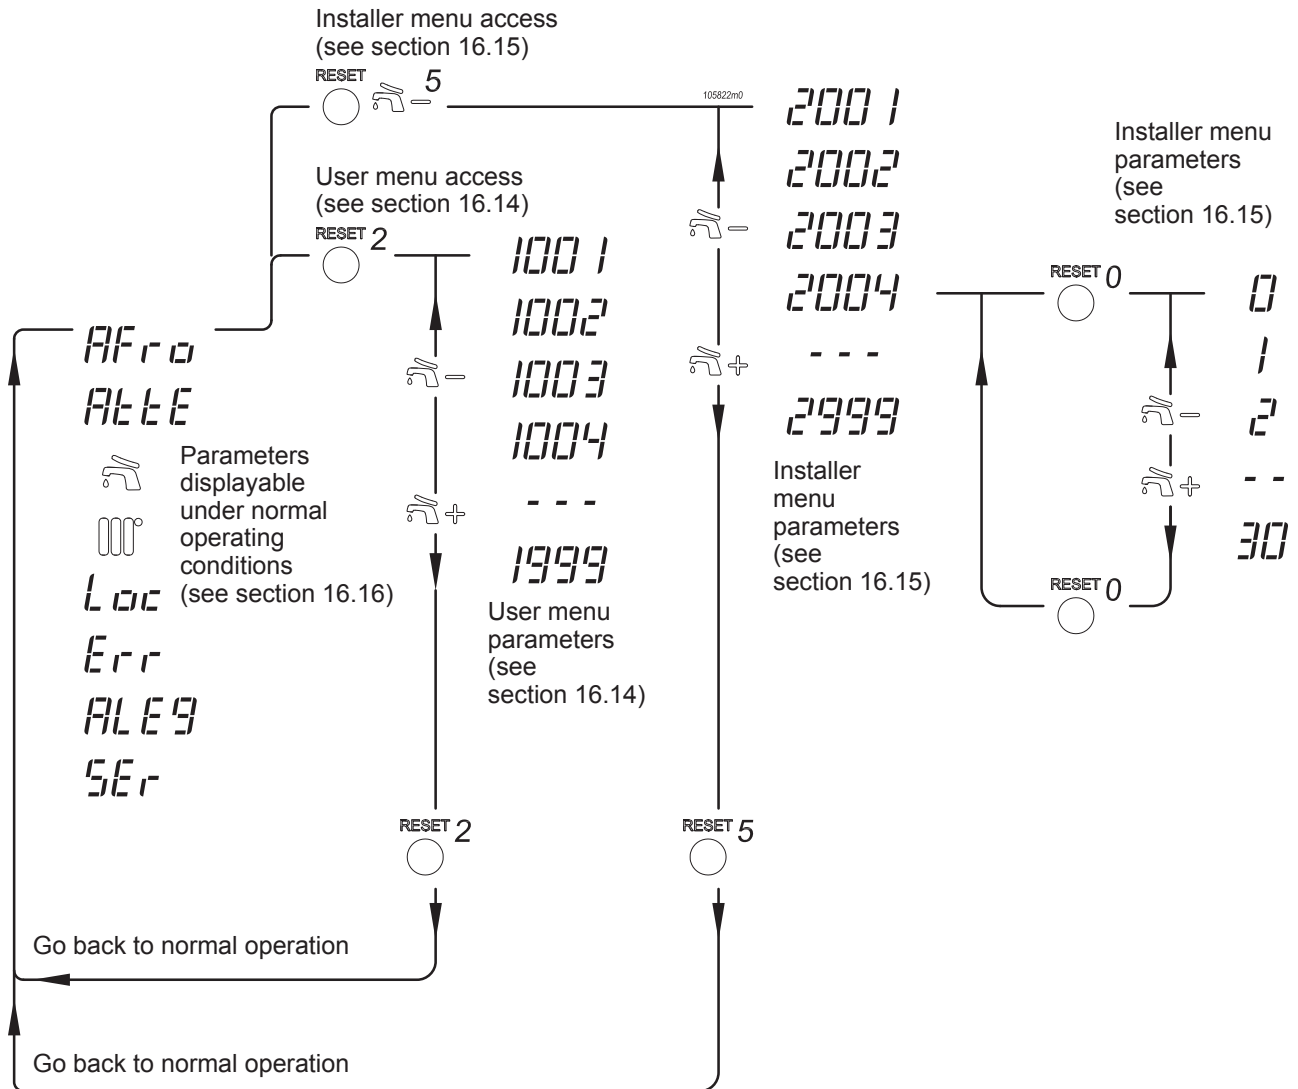 Installer menu access
(see section 16.15)
RESET 5
105822m0
User menu access
(see section 16.14)
RESET 2
AFro
AttE
Parameters
displayable
under normal
operating
conditions
(see section 16.16)
Loc
Err
ALEg
SEr
1001
1002
1003
1004
- - -
1999
User menu
parameters
(see
section 16.14)
2001
2002
2003
2004
- - -
2999
Installer
menu
parameters
(see
section 16.15)
Installer menu
parameters
(see
section 16.15)
RESET 0
0
1
2
- -
30
RESET 0
RESET 2
RESET 5
Go back to normal operation
Go back to normal operation